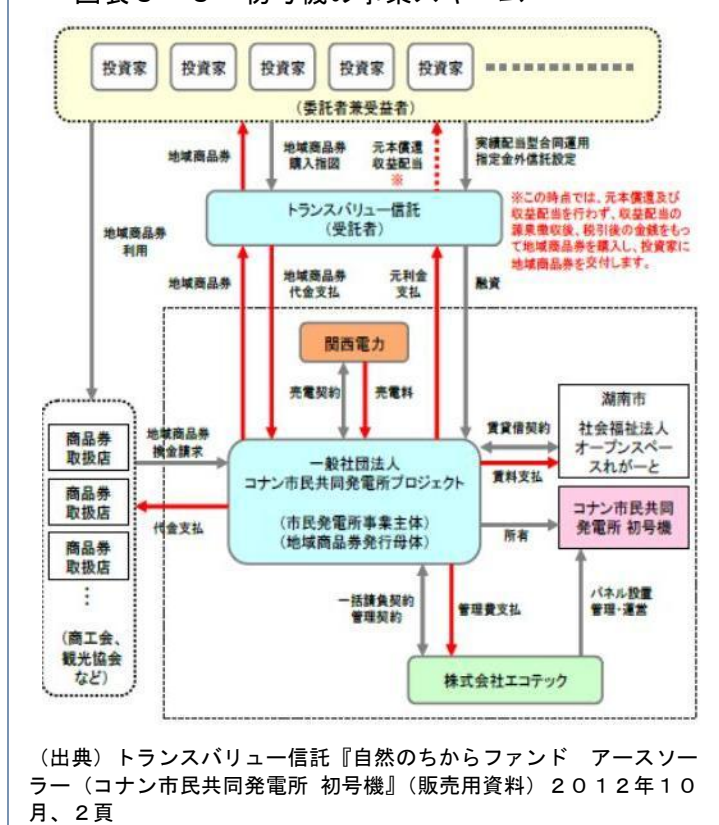 投資家 投資家 投資家 投資家 投資家
(委託者兼受益者)
地域商品券
地域商品券
購入指図
元本償還
収益配当
※
実績配当型合同運用
指定金外信託設定
トランスバリュー信託
(受託者)
※この時点では、元本償還及び
収益配当を行わず、収益配当の
源泉徴収後、税引後の金銭をもっ
て地域商品券を購入し、投資家に
地域商品券を交付します。
地域商品券
利用
地域商品券
地域商品券
代金支払
元利金
支払
融資
関西電力
売電契約
売電料
湖南市
社会福祉法人
オープンスペー
スれがーと
賃貸借契約
賃料支払
商品券
取扱店
商品券
取扱店
商品券
取扱店
⋮
(商工会、
観光協会
など)
地域商品券
換金請求
代金支払
一般社団法人
コナン市民共同発電所プロジェクト
(市民発電所事業主体)
(地域商品券発行母体)
所有
コナン市民共同
発電所 初号機
一括請負契約
管理契約
管理費支払
パネル設置
管理・運営
株式会社エコテック
(出典)トランスバリュー信託『自然のちからファンド アースソー
ラー(コナン市民共同発電所 初号機』(販売用資料)2012年10
月、2頁